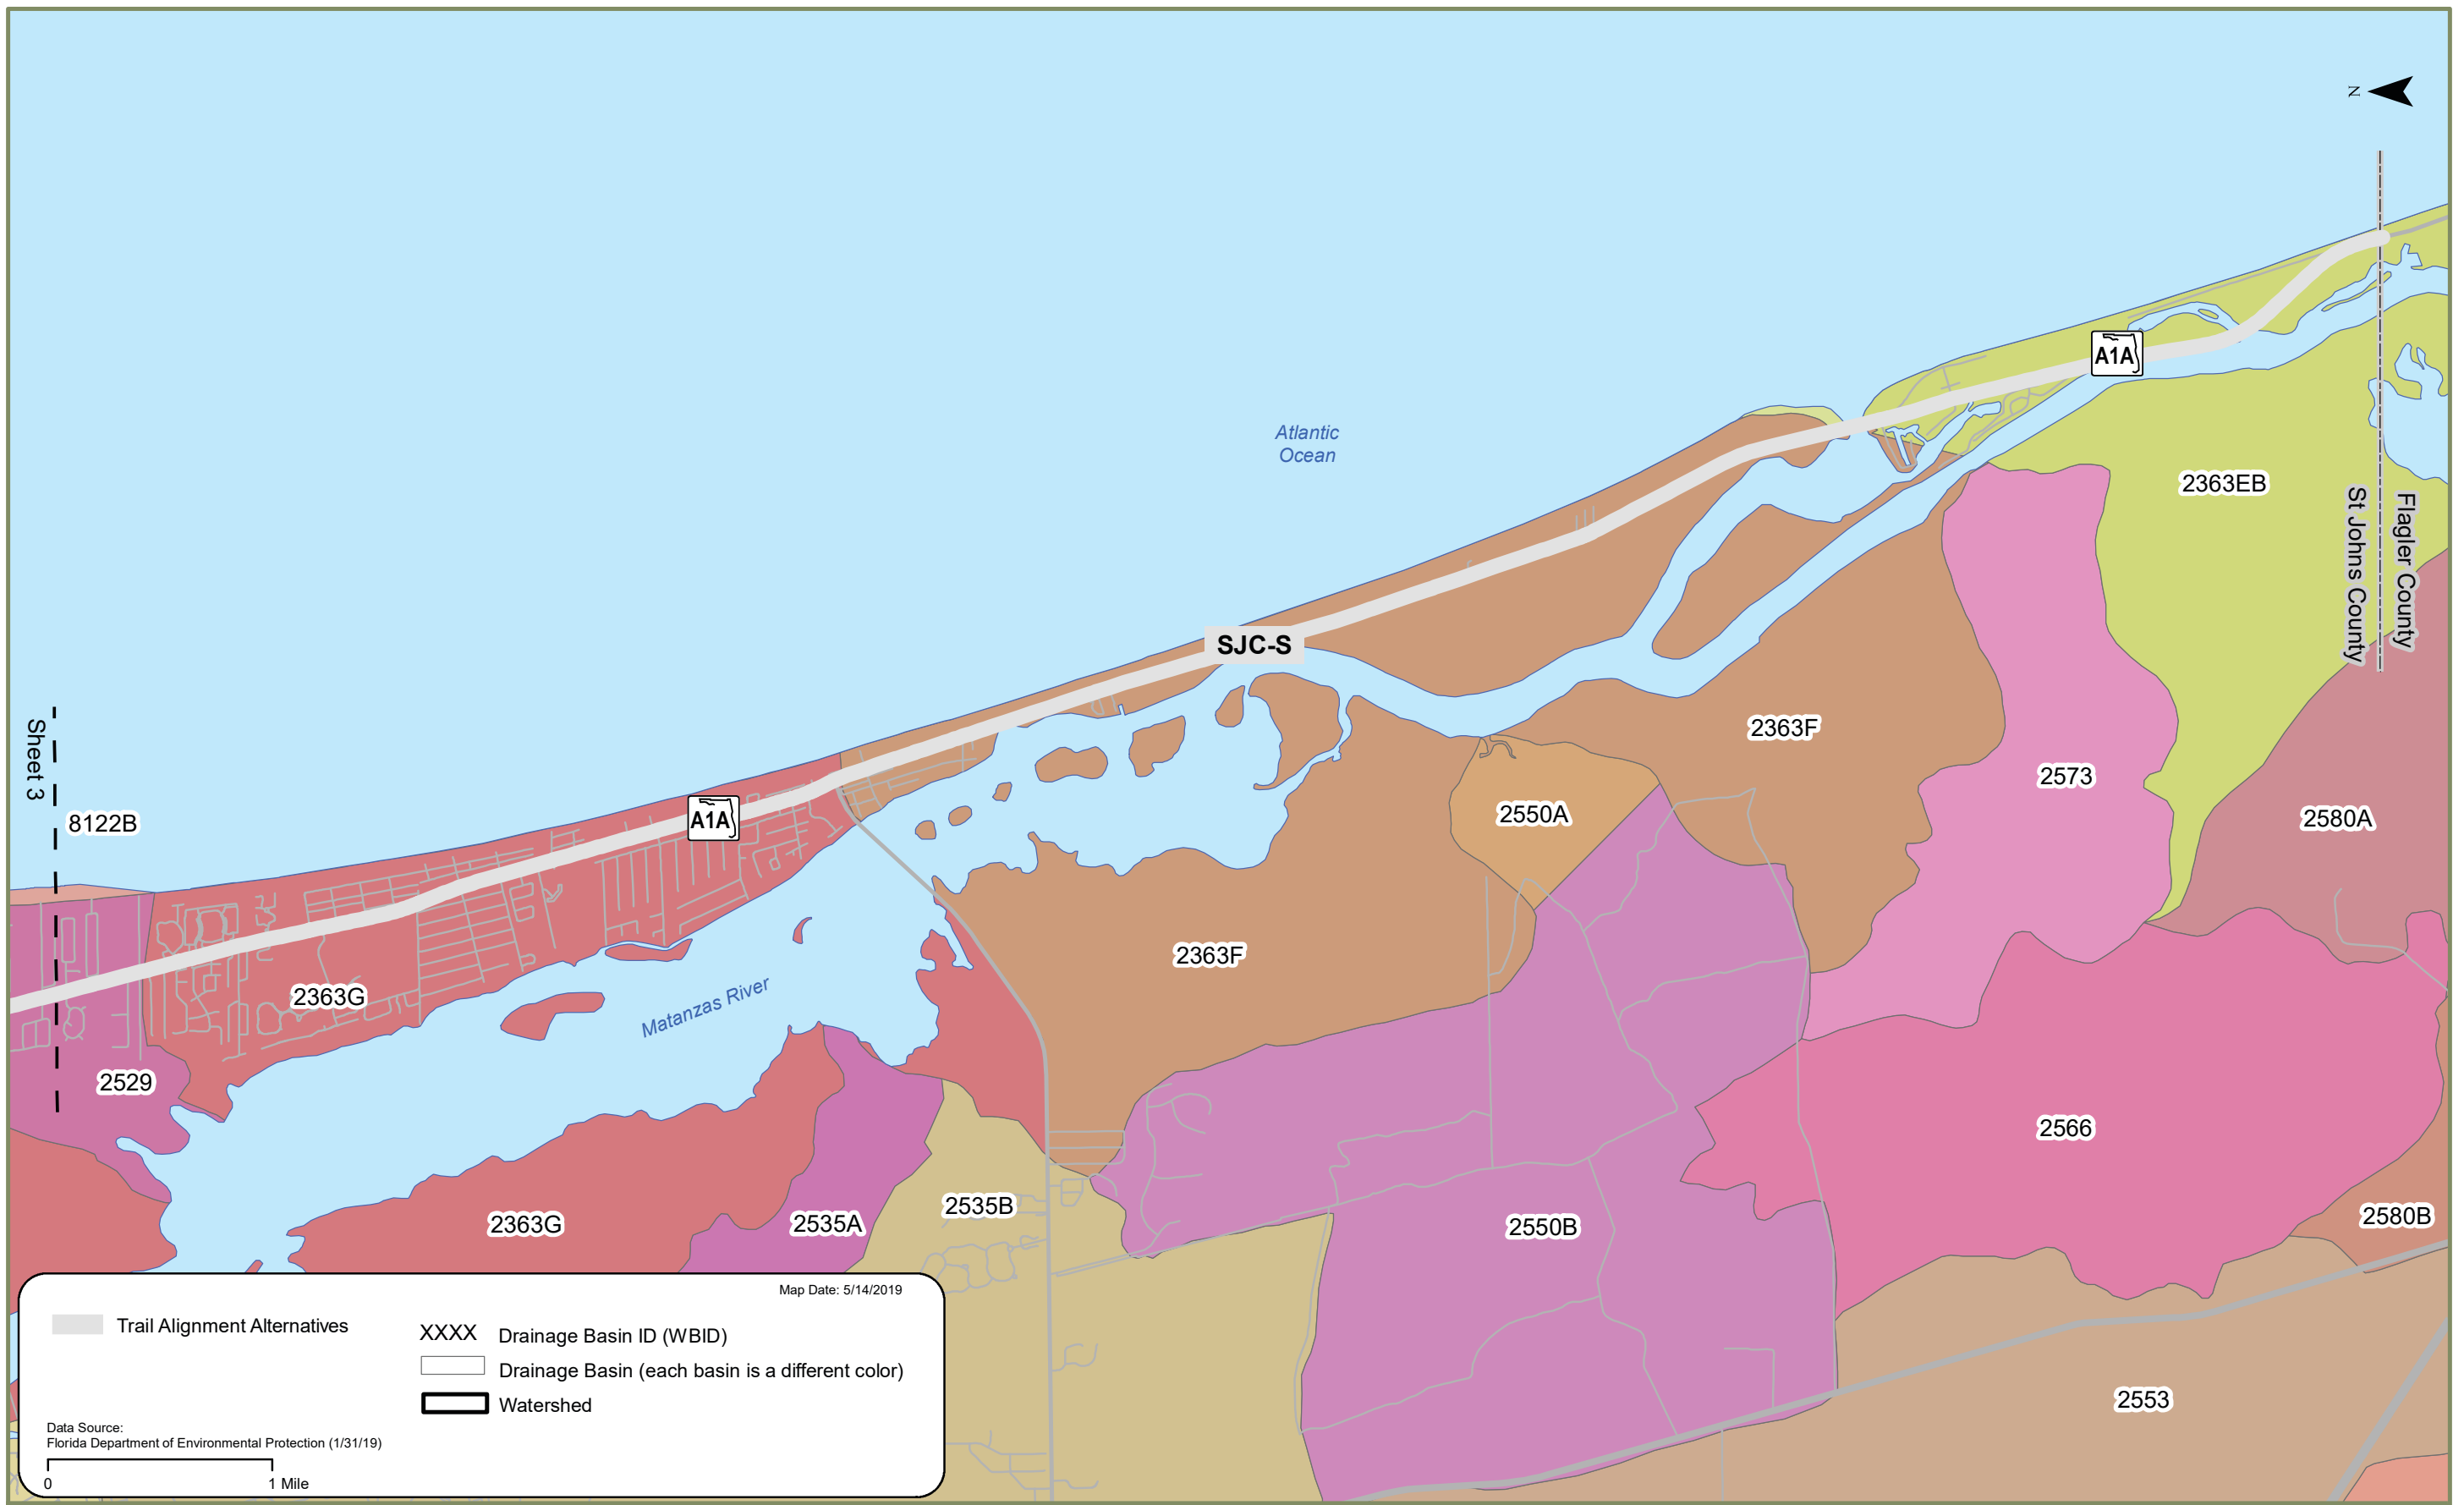 N
Atlantic
Ocean
A1A
2363EB
St Johns County
Flagler County
SJC-S
2363F
2573
2550A
2580A
Sheet 3
8122B
A1A
2363F
2363G
Matanzas River
2529
2566
2363G
2535A
2535B
2550B
2580B
2553
Map Date: 5/14/2019
Trail Alignment Alternatives
XXXX Drainage Basin ID (WBID)
Drainage Basin (each basin is a different color)
Watershed
Data Source:
Florida Department of Environmental Protection (1/31/19)
0 1 Mile